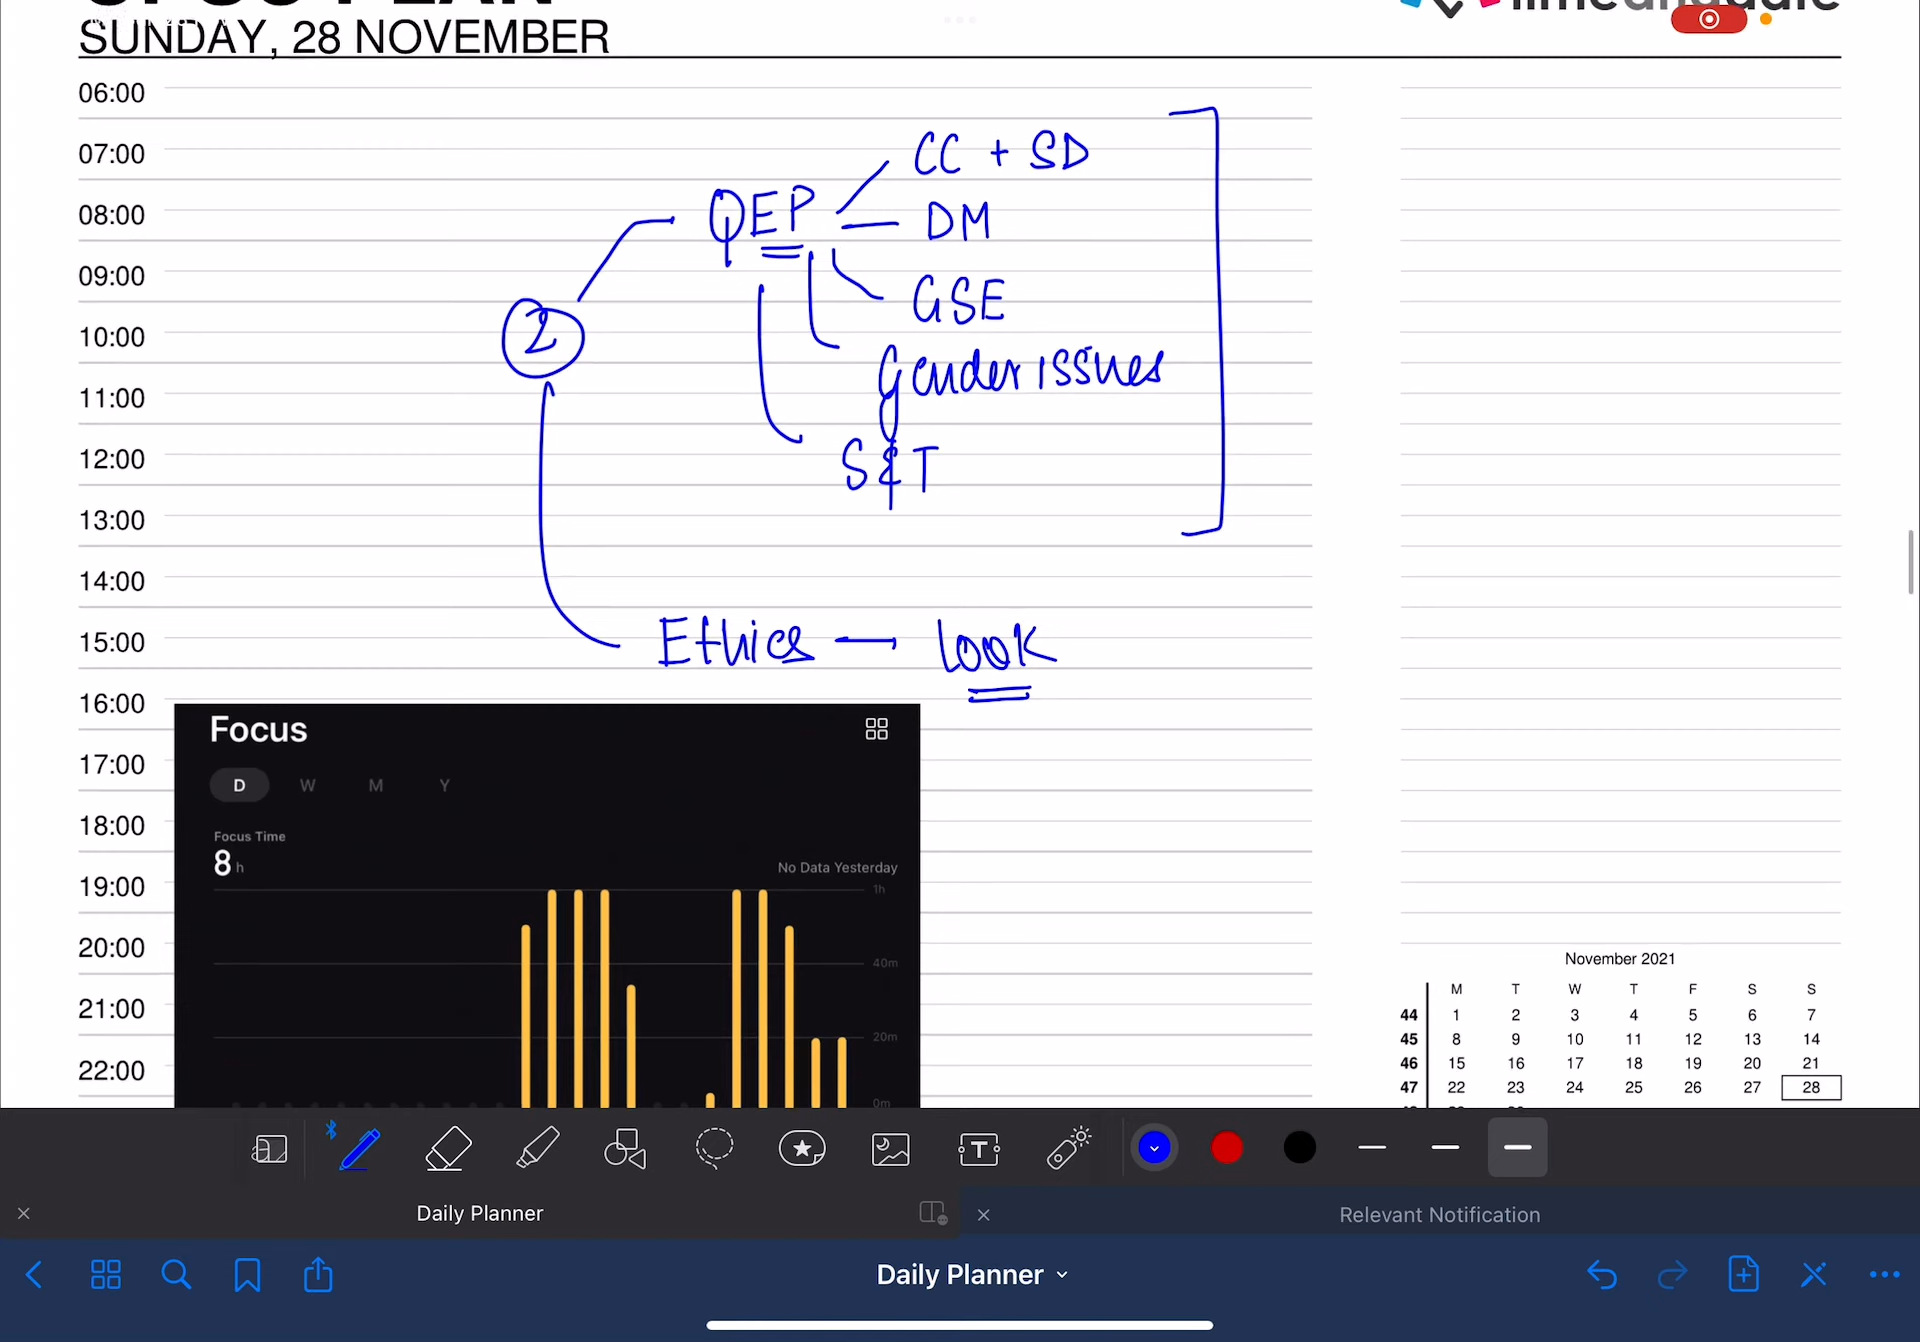 SUNDAY, 28 NOVEMBER
06:00
07:00
08:00
09:00
10:00
11:00
12:00
13:00
14:00
15:00
16:00
17:00
18:00
19:00
20:00
21:00
22:00
CC + SD
QEP
DM
GSE
2
Gender issues
S & T
Ethics — look
Focus
D W M Y
Focus Time
8 h
No Data Yesterday
1h
40m
20m
0m
November 2021
M T W T F S S
44 1 2 3 4 5 6 7
45 8 9 10 11 12 13 14
46 15 16 17 18 19 20 21
47 22 23 24 25 26 27 28
Daily Planner
Relevant Notification
Daily Planner